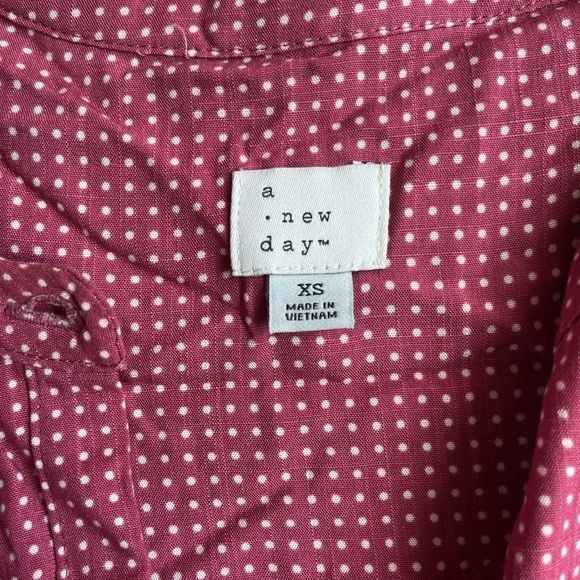 a
· new
day™
XS
MADE IN
VIETNAM